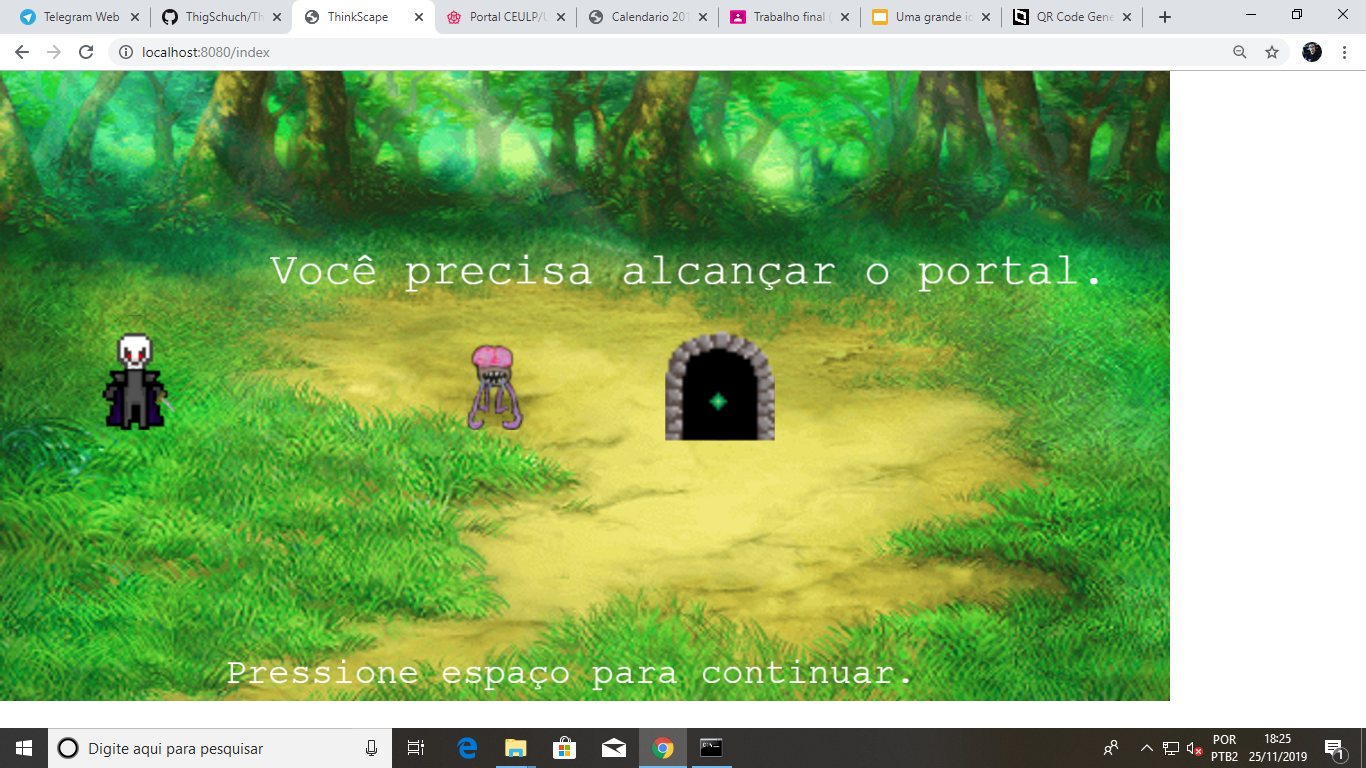 Telegram Web
ThigSchuch/Th
ThinkScape
Portal CEULP/U
Calendario 201
Trabalho final (
Uma grande id
QR Code Gene
localhost:8080/index
Você precisa alcançar o portal.
Pressione espaço para continuar.
Digite aqui para pesquisar
POR
PTB2
18:25
25/11/2019
1